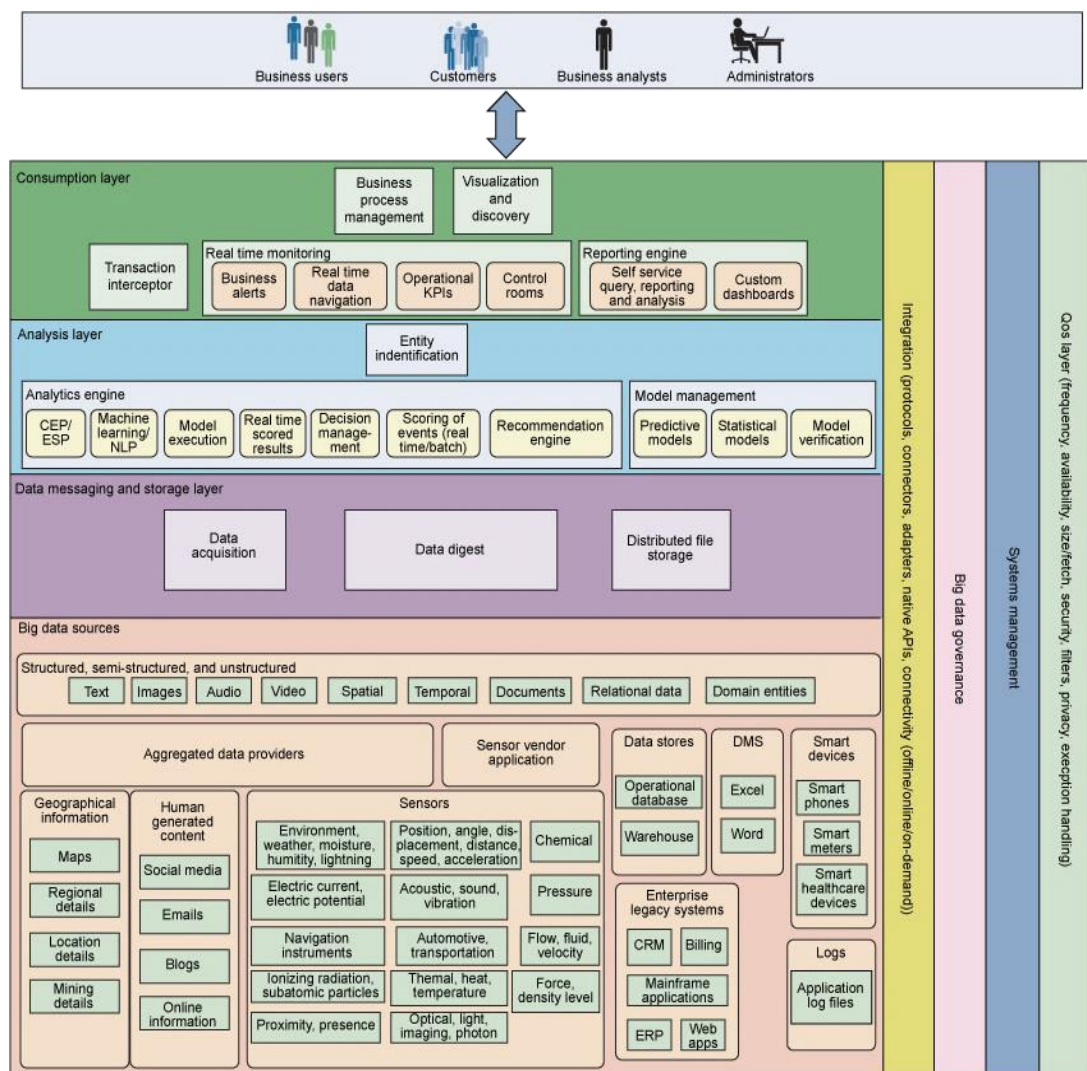 Business users
Customers
Business analysts
Administrators
Consumption layer
Business
process
management
Visualization
and
discovery
Transaction
interceptor
Real time monitoring
Business
alerts
Real time
data
navigation
Operational
KPIs
Control
rooms
Reporting engine
Self service
query, reporting
and analysis
Custom
dashboards
Analysis layer
Entity
indentification
Analytics engine
CEP/
ESP
Machine
learning/
NLP
Model
execution
Real time
scored
results
Decision
manage-
ment
Scoring of
events (real
time/batch)
Recommendation
engine
Model management
Predictive
models
Statistical
models
Model
verification
Data messaging and storage layer
Data
acquisition
Data digest
Distributed file
storage
Big data sources
Structured, semi-structured, and unstructured
Text
Images
Audio
Video
Spatial
Temporal
Documents
Relational data
Domain entities
Aggregated data providers
Sensor vendor
application
Data stores
Operational
database
Warehouse
DMS
Excel
Word
Smart
devices
Smart
phones
Smart
meters
Smart
healthcare
devices
Geographical
information
Maps
Regional
details
Location
details
Mining
details
Human
generated
content
Social media
Emails
Blogs
Online
information
Sensors
Environment,
weather, moisture,
humitity, lightning
Position, angle, dis-
placement, distance,
speed, acceleration
Chemical
Electric current,
electric potential
Acoustic, sound,
vibration
Pressure
Navigation
instruments
Automotive,
transportation
Flow, fluid,
velocity
Ionizing radiation,
subatomic particles
Themal, heat,
temperature
Force,
density level
Proximity, presence
Optical, light,
imaging, photon
Enterprise
legacy systems
CRM
Billing
Mainframe
applications
ERP
Web
apps
Logs
Application
log files
Integration (protocols, connectors, adapters, native APIs, connectivity (offline/online/on-demand))
Big data governance
Systems management
Qos layer (frequency, availability, size/fetch, security, filters, privacy, execption handling)